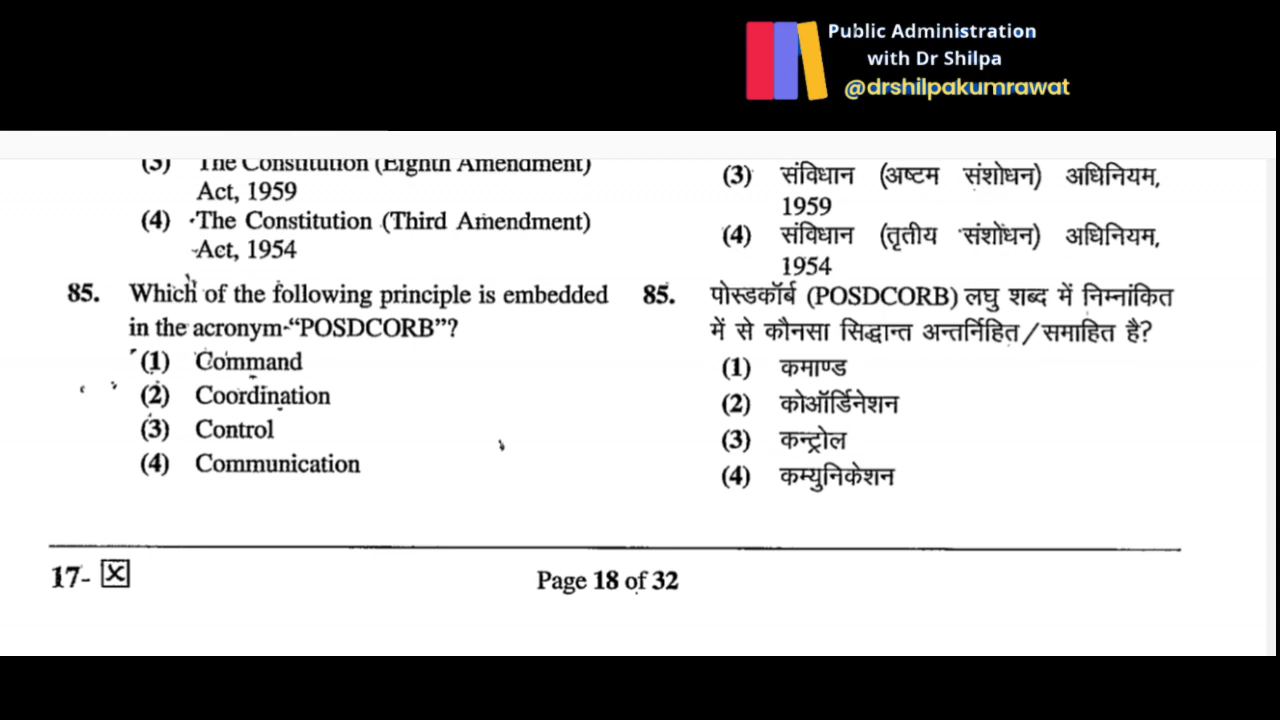 Public Administration
with Dr Shilpa
@drshilpakumrawat
(3) The Constitution (Eighth Amendment)
Act, 1959
(4) The Constitution (Third Amendment)
Act, 1954
85. Which of the following principle is embedded
in the acronym "POSDCORB"?
(1) Command
(2) Coordination
(3) Control
(4) Communication
(3) संविधान (अष्टम संशोधन) अधिनियम,
1959
(4) संविधान (तृतीय संशोधन) अधिनियम,
1954
85. पोस्डकॉर्ब (POSDCORB) लघु शब्द में निम्नांकित
में से कौनसा सिद्धान्त अन्तर्निहित/समाहित है?
(1) कमाण्ड
(2) कोऑर्डिनेशन
(3) कन्ट्रोल
(4) कम्युनिकेशन
17- X
Page 18 of 32